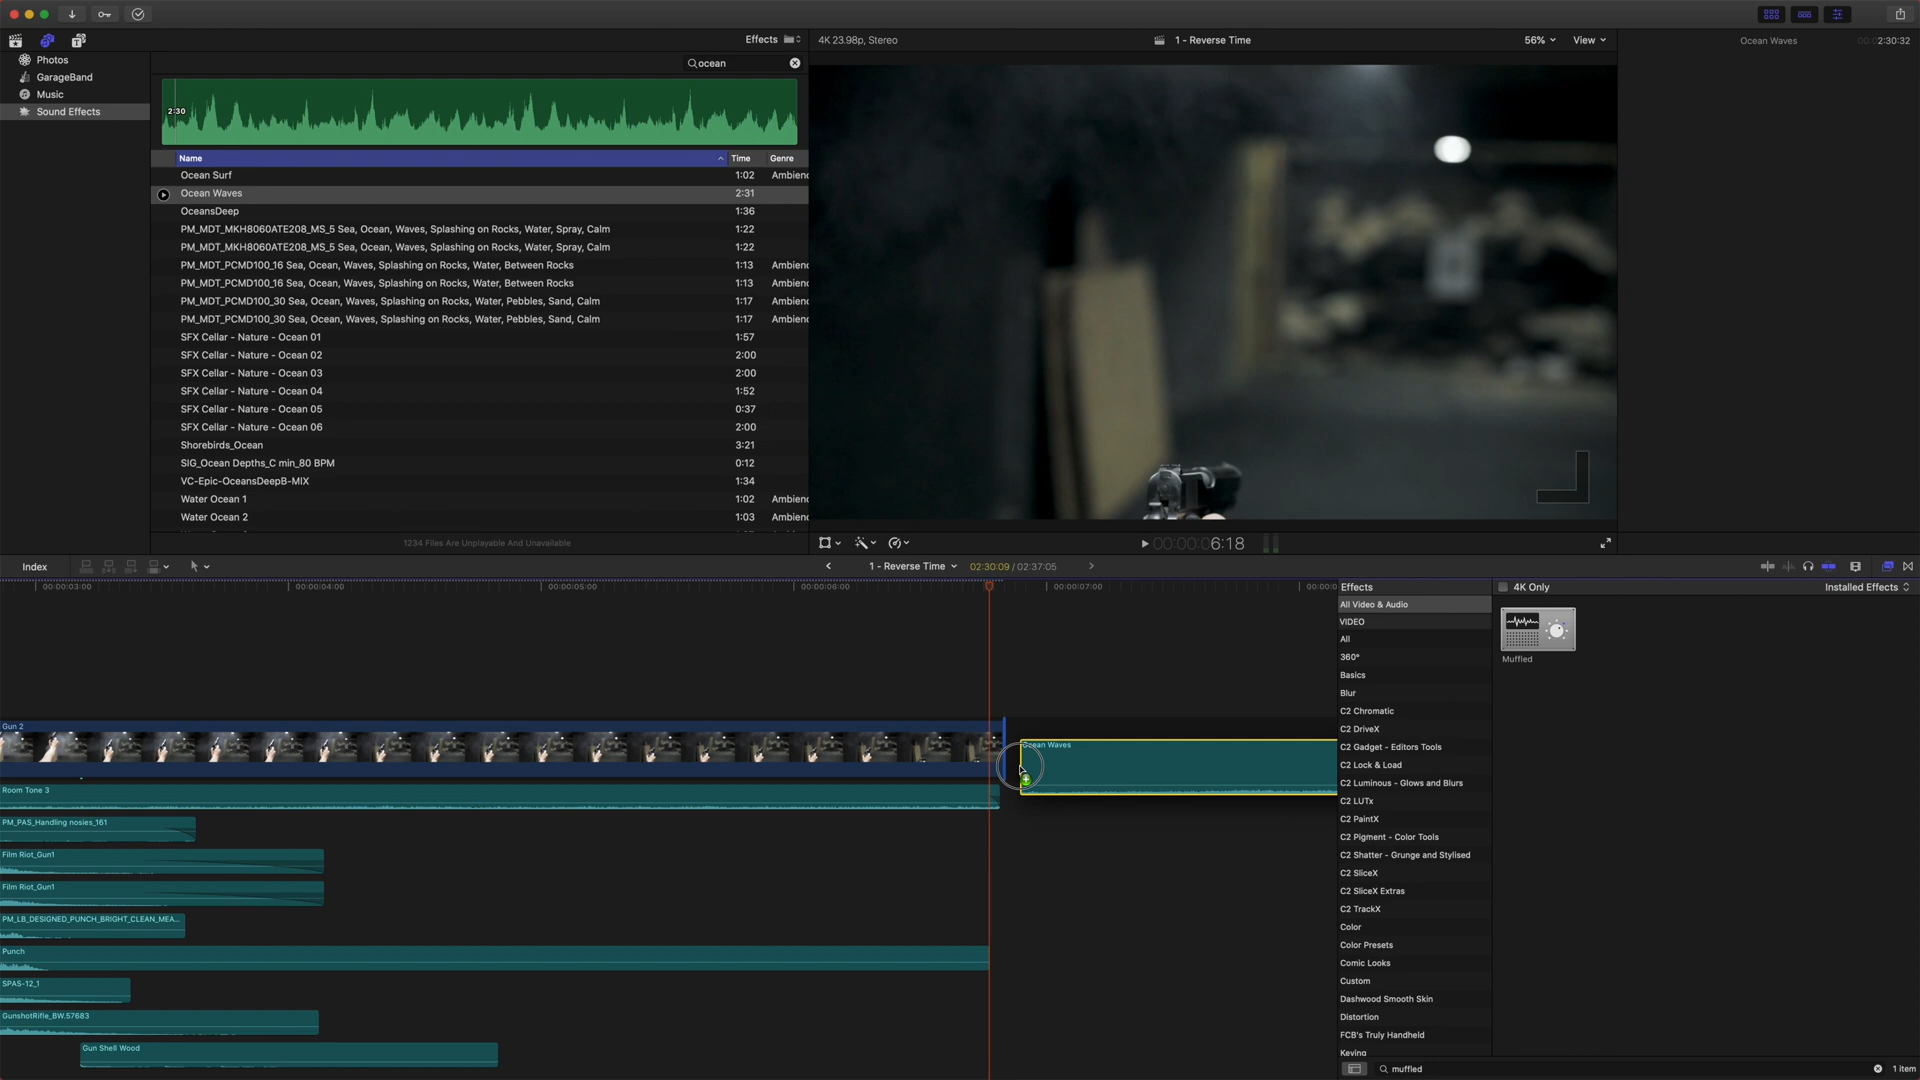 Effects
4K 23.98p, Stereo
1 - Reverse Time
56%
View
Ocean Waves
00:0 2:30:32
Photos
GarageBand
Music
Sound Effects
ocean
2:30
Name Time Genre
Ocean Surf 1:02 Ambienc
Ocean Waves 2:31
OceansDeep 1:36
PM_MDT_MKH8060ATE208_MS_5 Sea, Ocean, Waves, Splashing on Rocks, Water, Spray, Calm 1:22
PM_MDT_MKH8060ATE208_MS_5 Sea, Ocean, Waves, Splashing on Rocks, Water, Spray, Calm 1:22
PM_MDT_PCMD100_16 Sea, Ocean, Waves, Splashing on Rocks, Water, Between Rocks 1:13 Ambienc
PM_MDT_PCMD100_16 Sea, Ocean, Waves, Splashing on Rocks, Water, Between Rocks 1:13 Ambienc
PM_MDT_PCMD100_30 Sea, Ocean, Waves, Splashing on Rocks, Water, Pebbles, Sand, Calm 1:17 Ambienc
PM_MDT_PCMD100_30 Sea, Ocean, Waves, Splashing on Rocks, Water, Pebbles, Sand, Calm 1:17 Ambienc
SFX Cellar - Nature - Ocean 01 1:57
SFX Cellar - Nature - Ocean 02 2:00
SFX Cellar - Nature - Ocean 03 2:00
SFX Cellar - Nature - Ocean 04 1:52
SFX Cellar - Nature - Ocean 05 0:37
SFX Cellar - Nature - Ocean 06 2:00
Shorebirds_Ocean 3:21
SIG_Ocean Depths_C min_80 BPM 0:12
VC-Epic-OceansDeepB-MIX 1:34
Water Ocean 1 1:02 Ambienc
Water Ocean 2 1:03 Ambienc
1234 Files Are Unplayable And Unavailable
00:00:00:06:18
Index
1 - Reverse Time
02:30:09 / 02:37:05
00:00:03:00
00:00:04:00
00:00:05:00
00:00:06:00
00:00:07:00
00:00:0
Gun 2
Ocean Waves
Room Tone 3
PM_PAS_Handling nosies_161
Film Riot_Gun1
Film Riot_Gun1
PM_LB_DESIGNED_PUNCH_BRIGHT_CLEAN_MEA...
Punch
SPAS-12_1
GunshotRifle_BW.57683
Gun Shell Wood
Effects
4K Only
Installed Effects
All Video & Audio
VIDEO
All
360°
Basics
Blur
C2 Chromatic
C2 DriveX
C2 Gadget - Editors Tools
C2 Lock & Load
C2 Luminous - Glows and Blurs
C2 LUTx
C2 PaintX
C2 Pigment - Color Tools
C2 Shatter - Grunge and Stylised
C2 SliceX
C2 SliceX Extras
C2 TrackX
Color
Color Presets
Comic Looks
Custom
Dashwood Smooth Skin
Distortion
FCB's Truly Handheld
Keying
Muffled
muffled
1 item